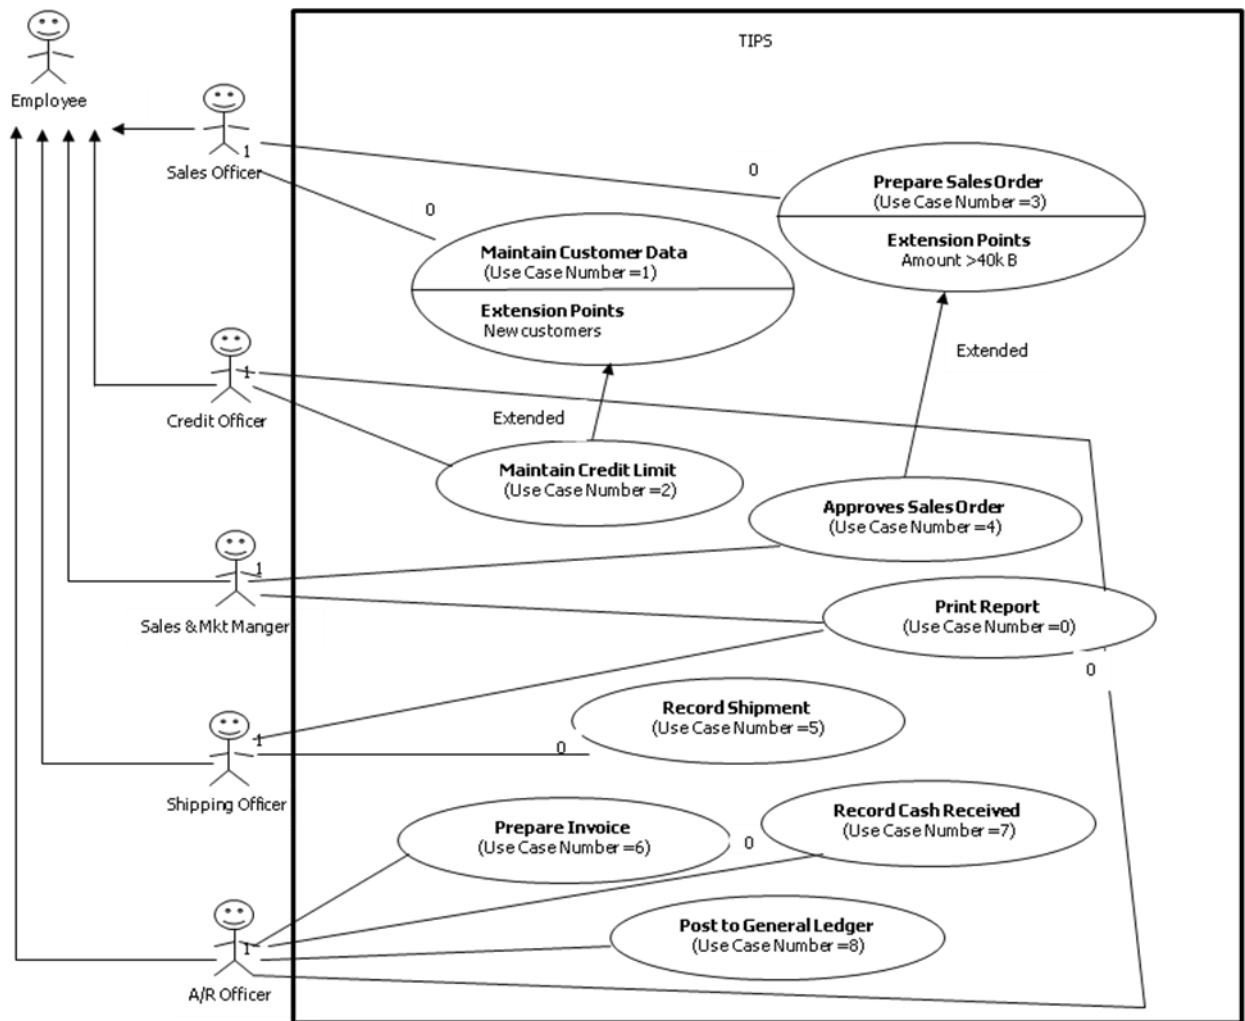 TIPS
Employee
1
Sales Officer
0
0
Prepare Sales Order
(Use Case Number =3)
Extension Points
Amount >40k B
Maintain Customer Data
(Use Case Number =1)
Extension Points
New customers
Extended
1
Credit Officer
Extended
Maintain Credit Limit
(Use Case Number =2)
Approves Sales Order
(Use Case Number =4)
1
Sales & Mkt Manger
Print Report
(Use Case Number =0)
0
Record Shipment
(Use Case Number =5)
1
0
Shipping Officer
Record Cash Received
(Use Case Number =7)
Prepare Invoice
(Use Case Number =6)
0
Post to General Ledger
(Use Case Number =8)
1
A/R Officer